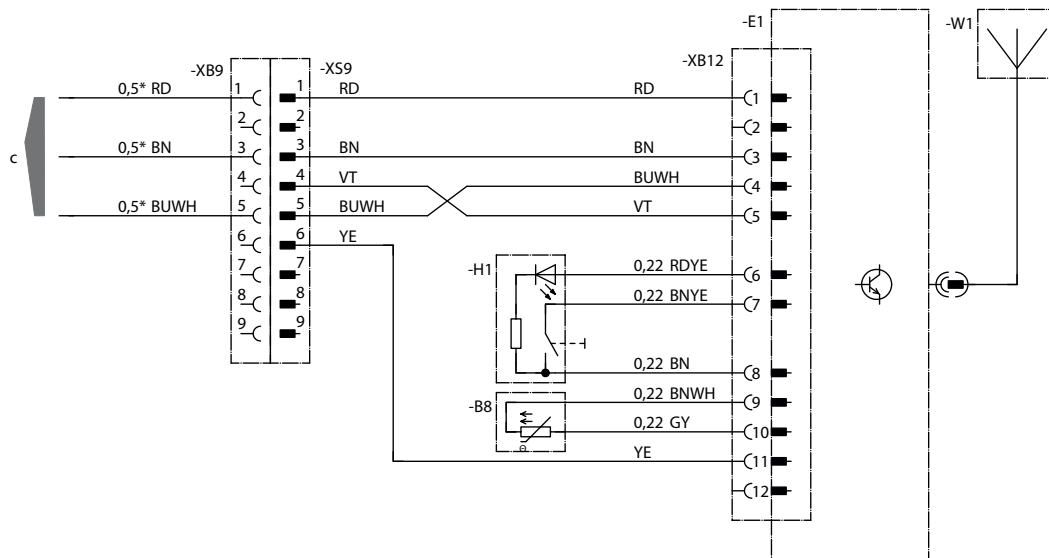 -E1
-W1
-XB9
-XS9
-XB12
0,5* RD
1
1
RD
RD
1
2
2
2
c
0,5* BN
3
3
BN
BN
3
4
4
VT
BUWH
4
0,5* BUWH
5
5
BUWH
VT
5
6
6
YE
-H1
0,22 RDYE
6
7
7
0,22 BNYE
7
8
8
9
9
0,22 BN
8
-B8
0,22 BNWH
9
0,22 GY
10
Θ
YE
11
12